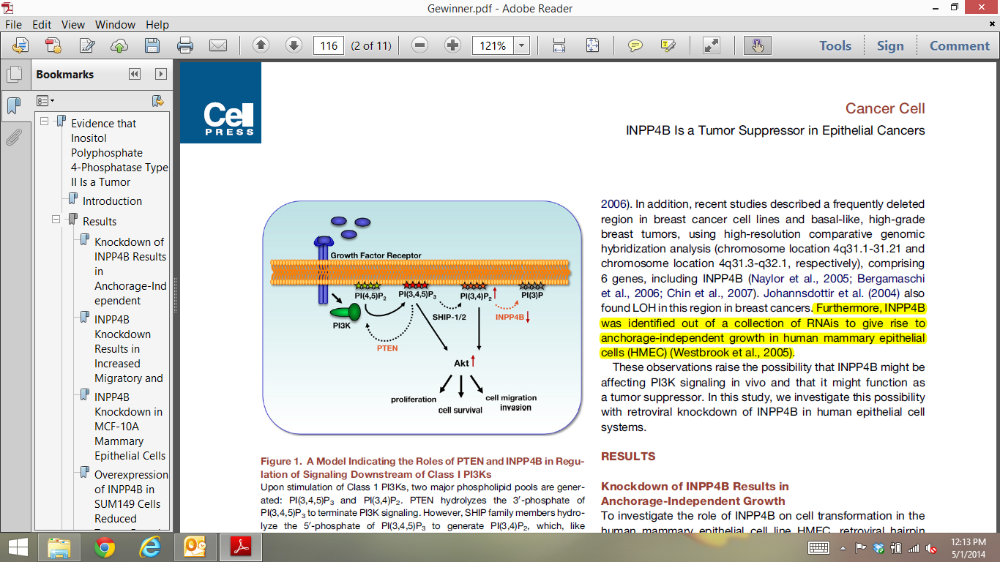 Gewinner.pdf - Adobe Reader
File Edit View Window Help
116 (2 of 11) 121% Tools Sign Comment
Bookmarks
Evidence that
Inositol
Polyphosphate
4-Phosphatase Type
II Is a Tumor
Introduction
Results
Knockdown of
INPP4B Results
in
Anchorage-Ind
ependent
INPP4B
Knockdown
Results in
Increased
Migratory and
INPP4B
Knockdown in
MCF-10A
Mammary
Epithelial Cells
Overexpression
of INPP4B in
SUM149 Cells
Reduced
Cell
PRESS
Cancer Cell
INPP4B Is a Tumor Suppressor in Epithelial Cancers
Growth Factor Receptor
PI(4,5)P2 PI(3,4,5)P3 PI(3,4)P2 PI(3)P
PI3K SHIP-1/2 INPP4B
PTEN
Akt
proliferation cell survival cell migration
invasion
Figure 1. A Model Indicating the Roles of PTEN and INPP4B in Regu-
lation of Signaling Downstream of Class I PI3Ks
Upon stimulation of Class 1 PI3Ks, two major phospholipid pools are gener-
ated: PI(3,4,5)P3 and PI(3,4)P2. PTEN hydrolyzes the 3′-phosphate of
PI(3,4,5)P3 to terminate PI3K signaling. However, SHIP family members hydro-
lyze the 5′-phosphate of PI(3,4,5)P3 to generate PI(3,4)P2, which, like
2006). In addition, recent studies described a frequently deleted
region in breast cancer cell lines and basal-like, high-grade
breast tumors, using high-resolution comparative genomic
hybridization analysis (chromosome location 4q31.1-31.21 and
chromosome location 4q31.3-q32.1, respectively), comprising
6 genes, including INPP4B (Naylor et al., 2005; Bergamaschi
et al., 2006; Chin et al., 2007). Johannsdottir et al. (2004) also
found LOH in this region in breast cancers. Furthermore, INPP4B
was identified out of a collection of RNAis to give rise to
anchorage-independent growth in human mammary epithelial
cells (HMEC) (Westbrook et al., 2005).
These observations raise the possibility that INPP4B might be
affecting PI3K signaling in vivo and that it might function as
a tumor suppressor. In this study, we investigate this possibility
with retroviral knockdown of INPP4B in human epithelial cell
systems.
RESULTS
Knockdown of INPP4B Results in
Anchorage-Independent Growth
To investigate the role of INPP4B on cell transformation in the
human mammary epithelial cell line HMEC, retroviral hairpin
12:13 PM
5/1/2014